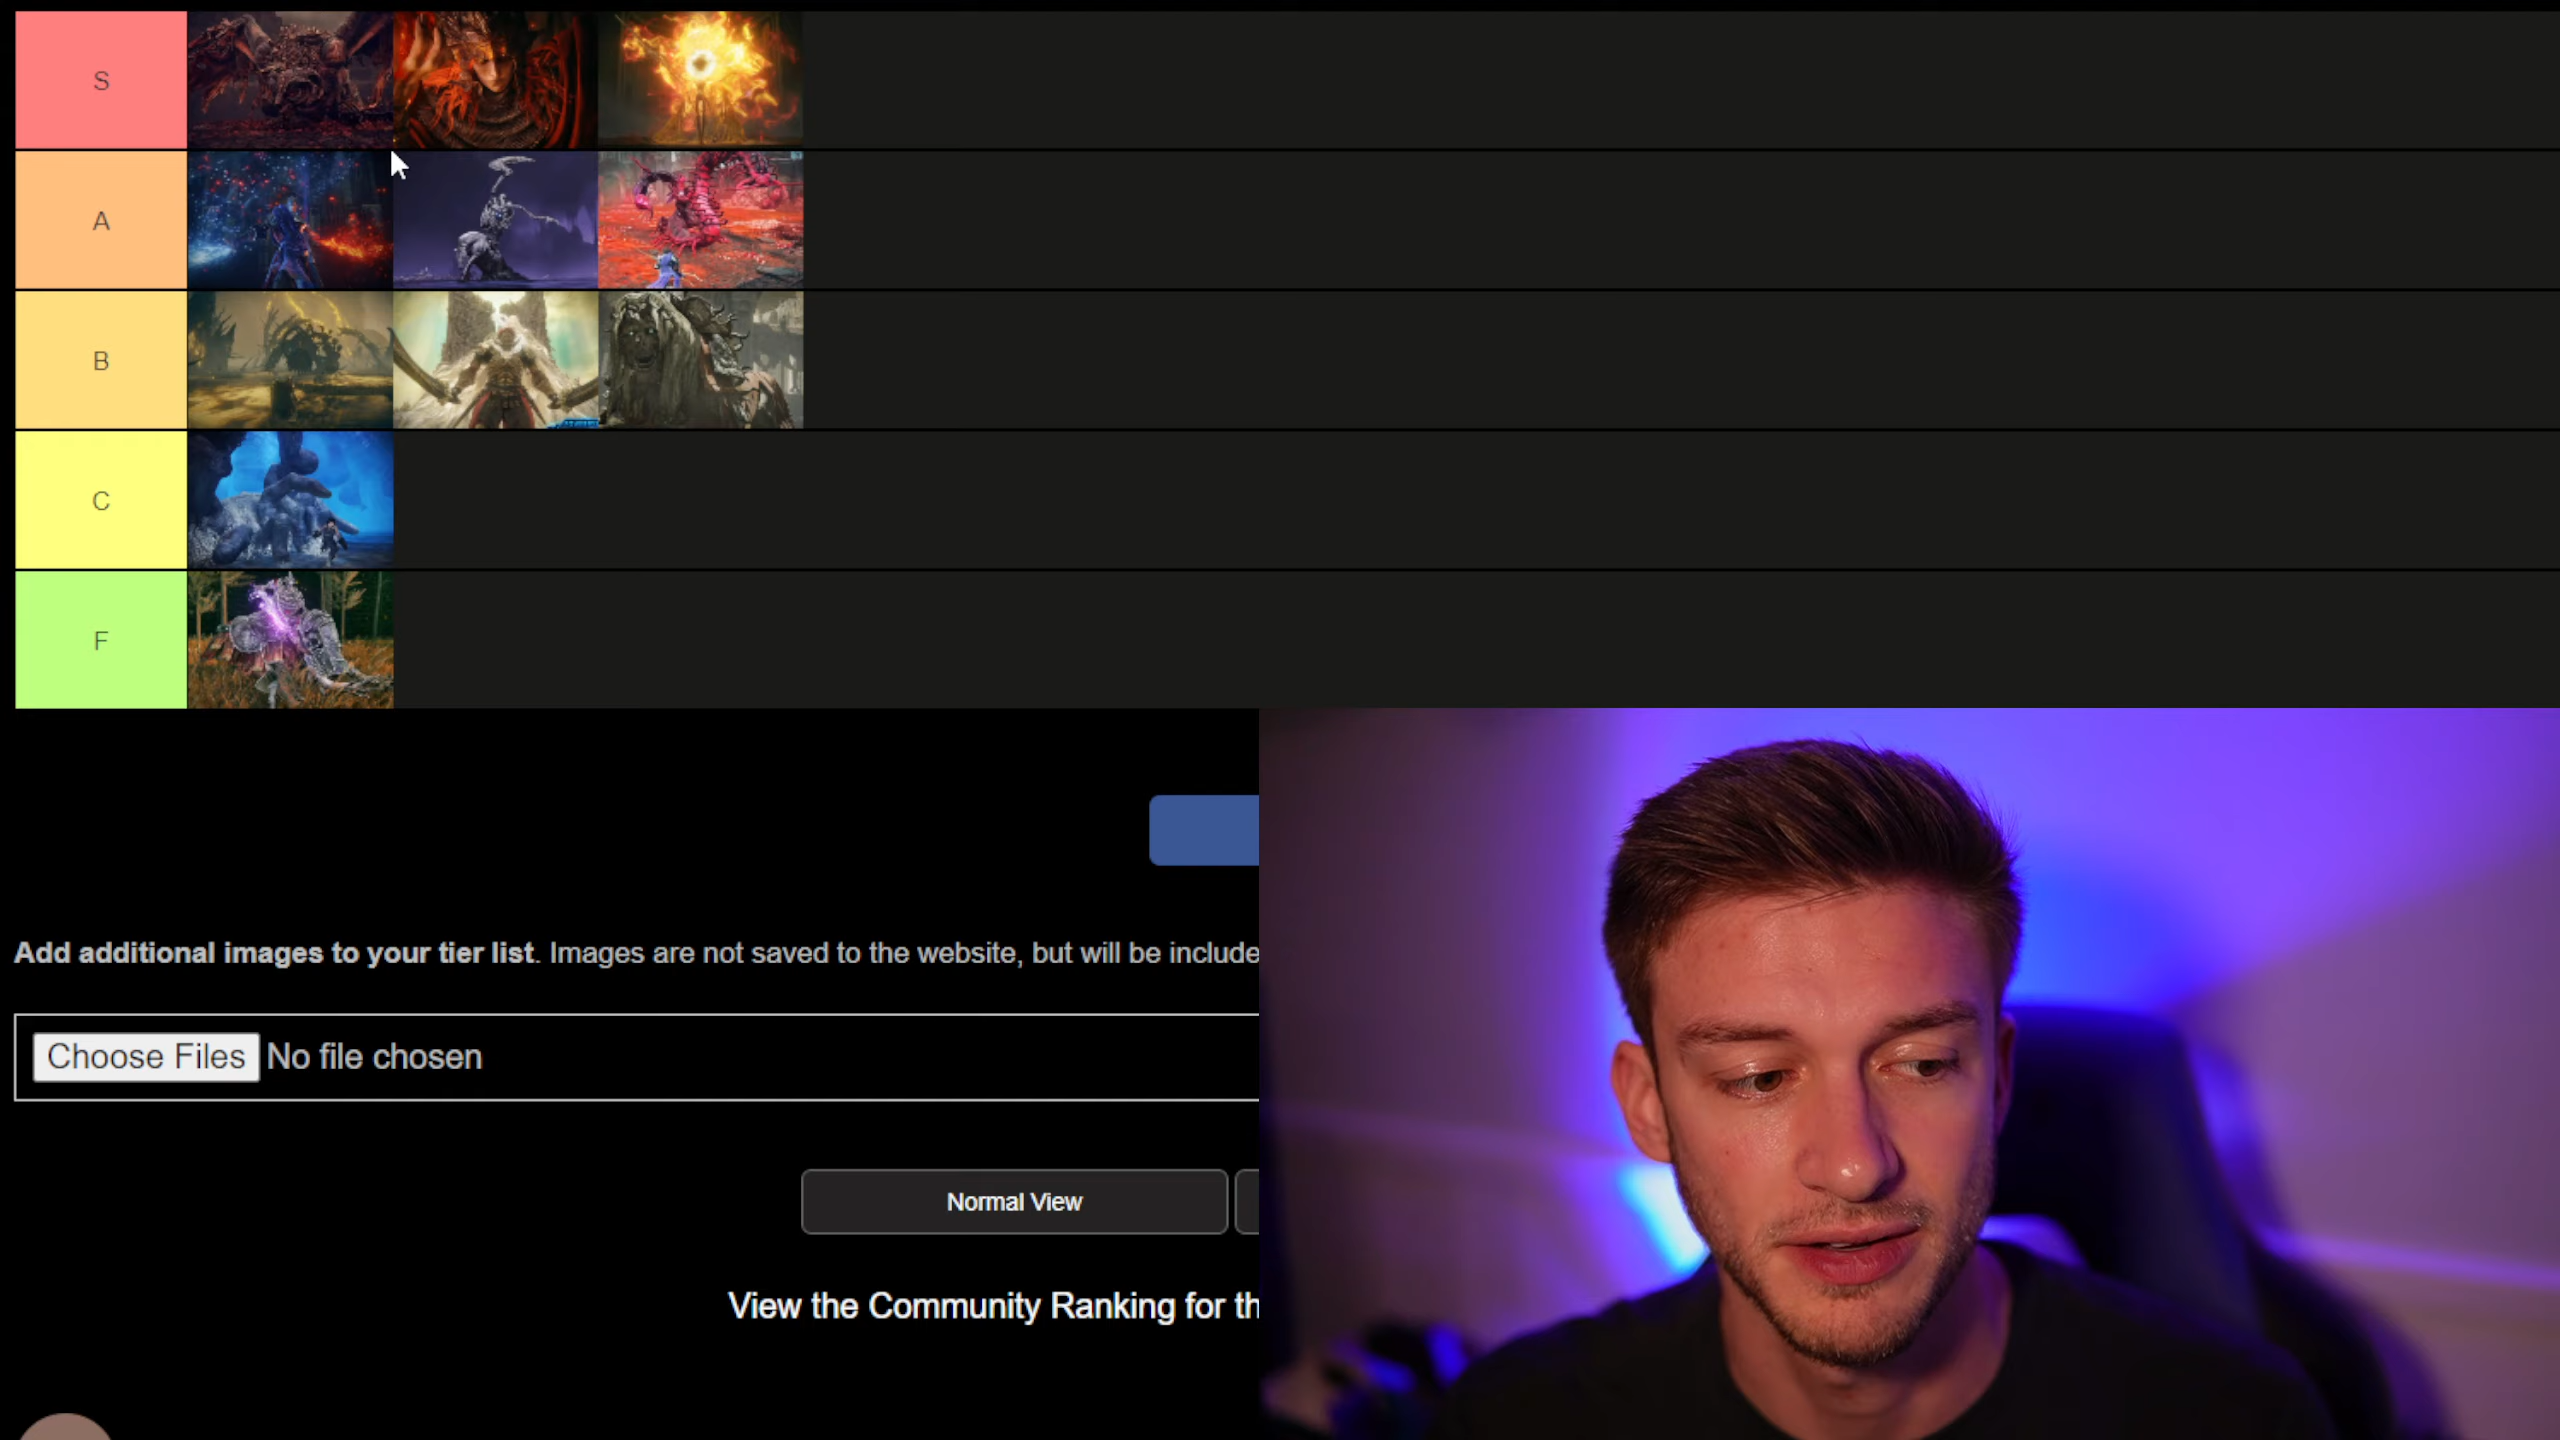 S
A
B
C
F
Add additional images to your tier list. Images are not saved to the website, but will be include
Choose Files No file chosen
Normal View
View the Community Ranking for th